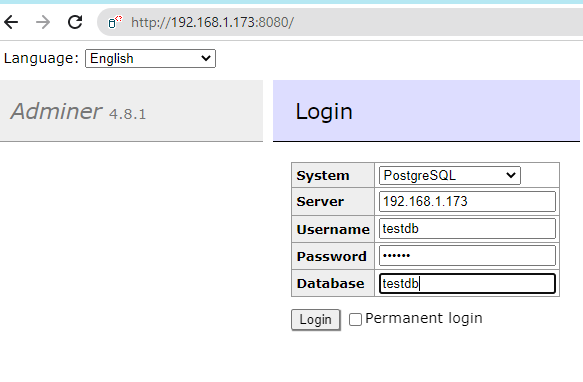 http://192.168.1.173:8080/
Language: English
Adminer 4.8.1
Login
System PostgreSQL
Server 192.168.1.173
Username testdb
Password ••••••
Database testdb
Login Permanent login